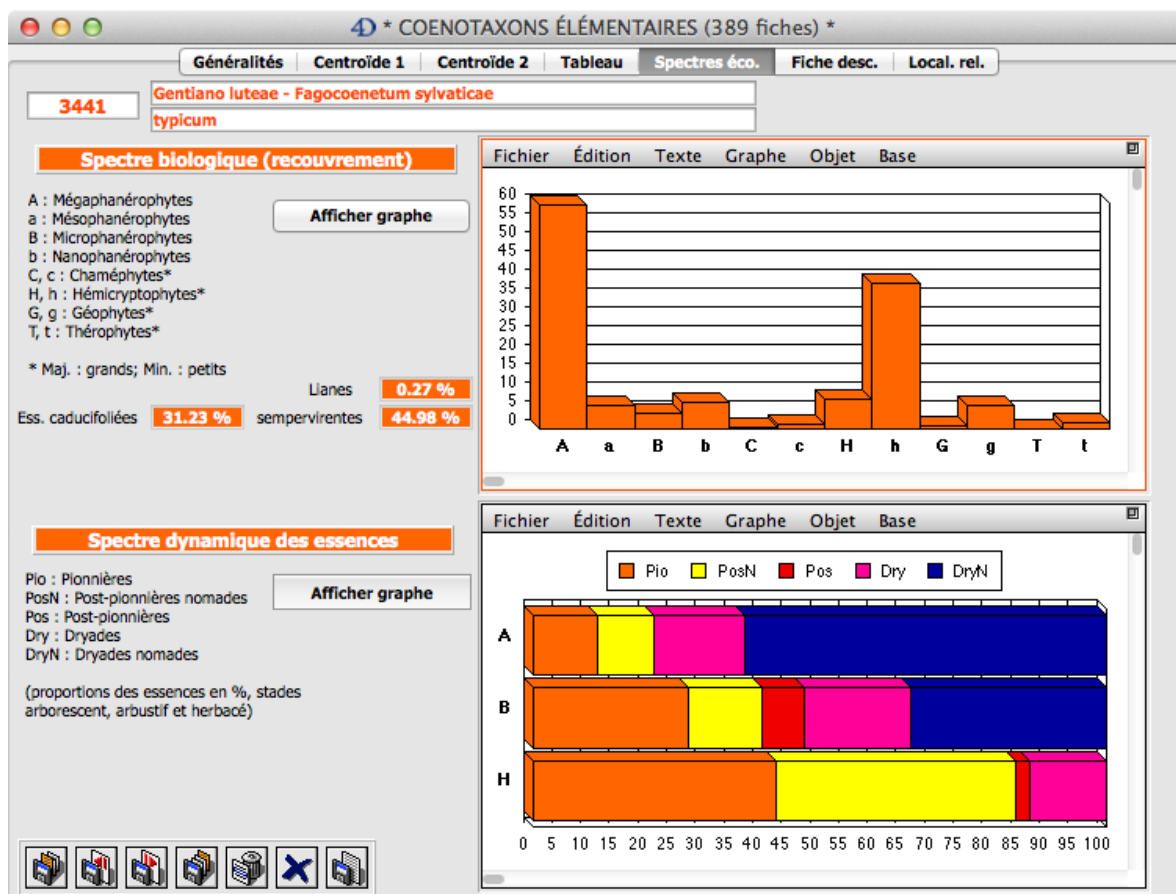 4D * COENOTAXONS ÉLÉMENTAIRES (389 fiches) *
Généralités Centroïde 1 Centroïde 2 Tableau Spectres éco. Fiche desc. Local. rel.
3441
Gentiano luteae - Fagocoenetum sylvaticae
typicum
Spectre biologique (recouvrement)
A : Mégaphanérophytes
a : Mésophanérophytes
B : Microphanérophytes
b : Nanophanérophytes
C, c : Chaméphytes*
H, h : Hémicryptophytes*
G, g : Géophytes*
T, t : Thérophytes*
* Maj. : grands; Min. : petits
Afficher graphe
Lianes 0.27 %
Ess. caducifoliées 31.23 % sempervirentes 44.98 %
Fichier Édition Texte Graphe Objet Base
60
55
50
45
40
35
30
25
20
15
10
5
0
A a B b C c H h G g T t
Spectre dynamique des essences
Pio : Pionnières
PosN : Post-pionnières nomades
Pos : Post-pionnières
Dry : Dryades
DryN : Dryades nomades
(proportions des essences en %, stades
arborescent, arbustif et herbacé)
Afficher graphe
Fichier Édition Texte Graphe Objet Base
Pio PosN Pos Dry DryN
A
B
H
0 5 10 15 20 25 30 35 40 45 50 55 60 65 70 75 80 85 90 95 100